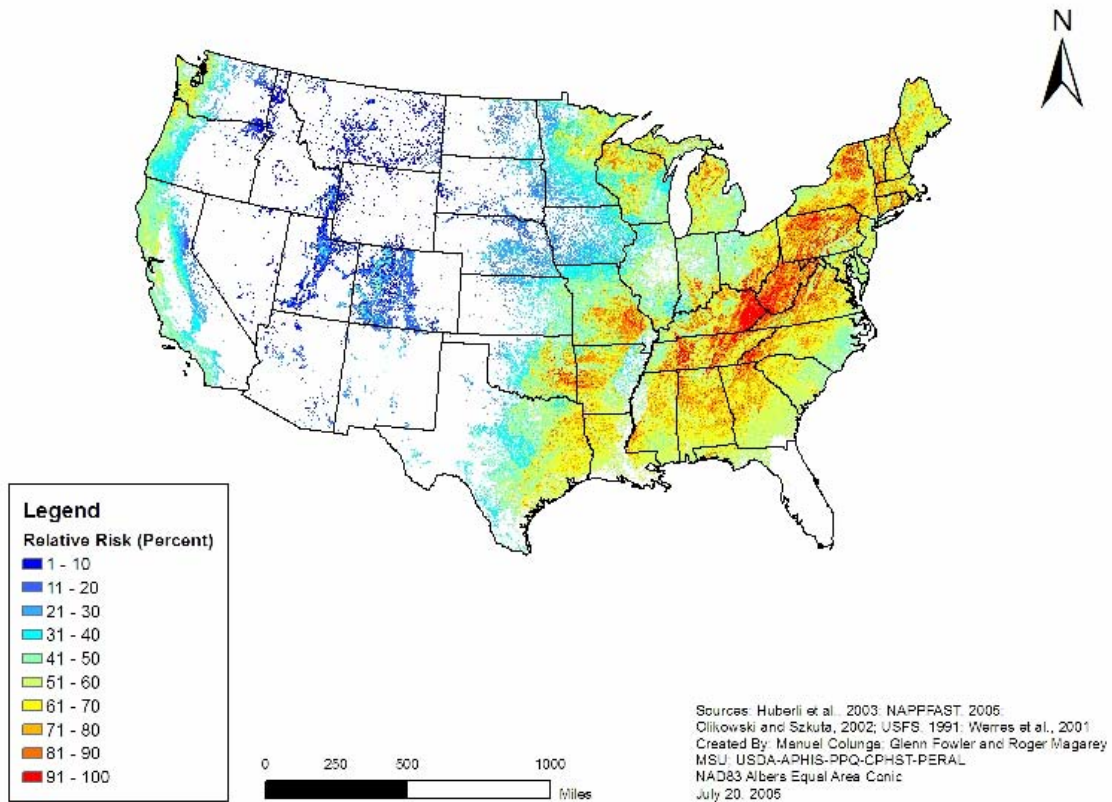 N
Legend
Relative Risk (Percent)
1 - 10
11 - 20
21 - 30
31 - 40
41 - 50
51 - 60
61 - 70
71 - 80
81 - 90
91 - 100
0 250 500 1000
Miles
Sources: Huberli et al., 2003; NAPPFAST, 2005;
Olikowski and Szkuta, 2002; USFS, 1991; Werres et al., 2001
Created By: Manuel Colunga; Glenn Fowler and Roger Magarey
MSU; USDA-APHIS-PPQ-CPHST-PERAL
NAD83 Albers Equal Area Conic
July 20, 2005